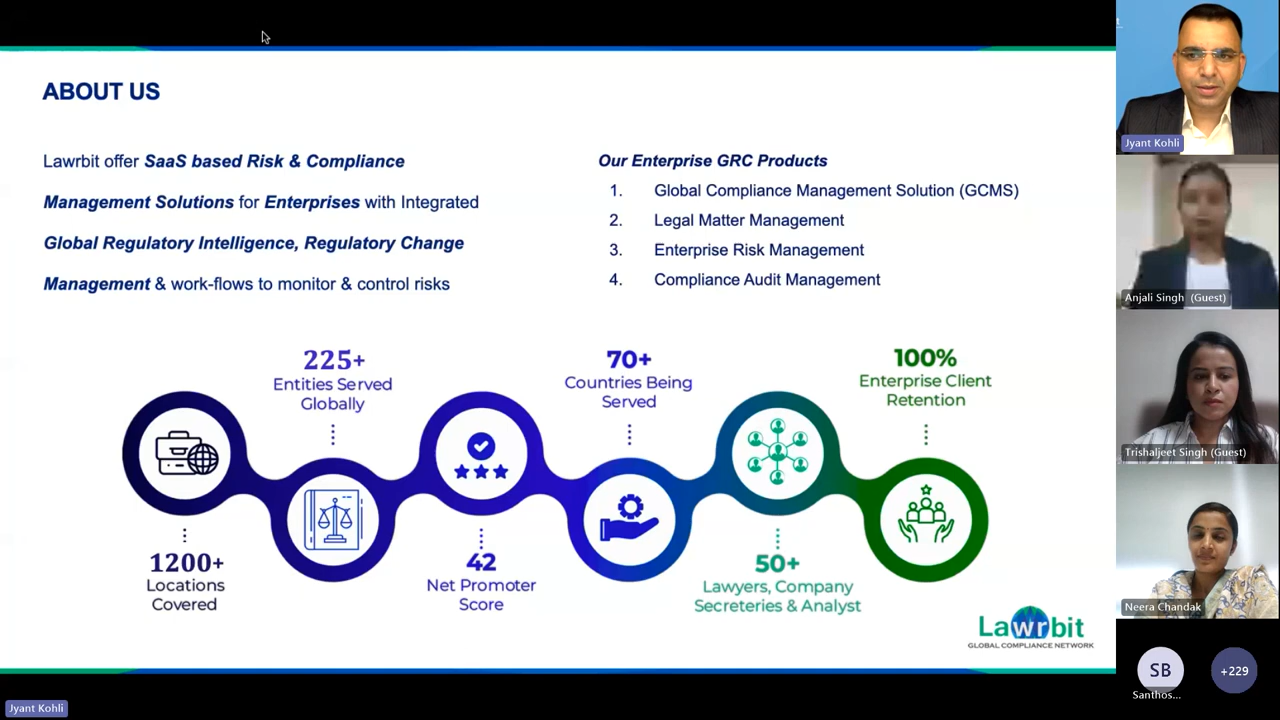 ABOUT US
Lawrbit offer SaaS based Risk & Compliance
Management Solutions for Enterprises with Integrated
Global Regulatory Intelligence, Regulatory Change
Management & work-flows to monitor & control risks
Our Enterprise GRC Products
1. Global Compliance Management Solution (GCMS)
2. Legal Matter Management
3. Enterprise Risk Management
4. Compliance Audit Management
225+
Entities Served
Globally
70+
Countries Being
Served
100%
Enterprise Client
Retention
1200+
Locations
Covered
42
Net Promoter
Score
50+
Lawyers, Company
Secreteries & Analyst
Lawrbit
GLOBAL COMPLIANCE NETWORK
Jyant Kohli
Anjali Singh (Guest)
Trishaljeet Singh (Guest)
Neera Chandak
SB
Santhos...
+229
Jyant Kohli